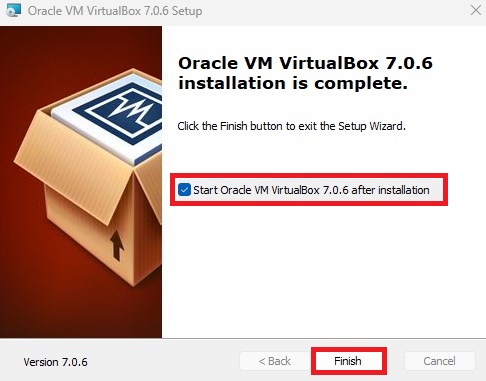 Oracle VM VirtualBox 7.0.6 Setup
Oracle VM VirtualBox 7.0.6
installation is complete.
Click the Finish button to exit the Setup Wizard.
Start Oracle VM VirtualBox 7.0.6 after installation
Version 7.0.6
< Back
Finish
Cancel